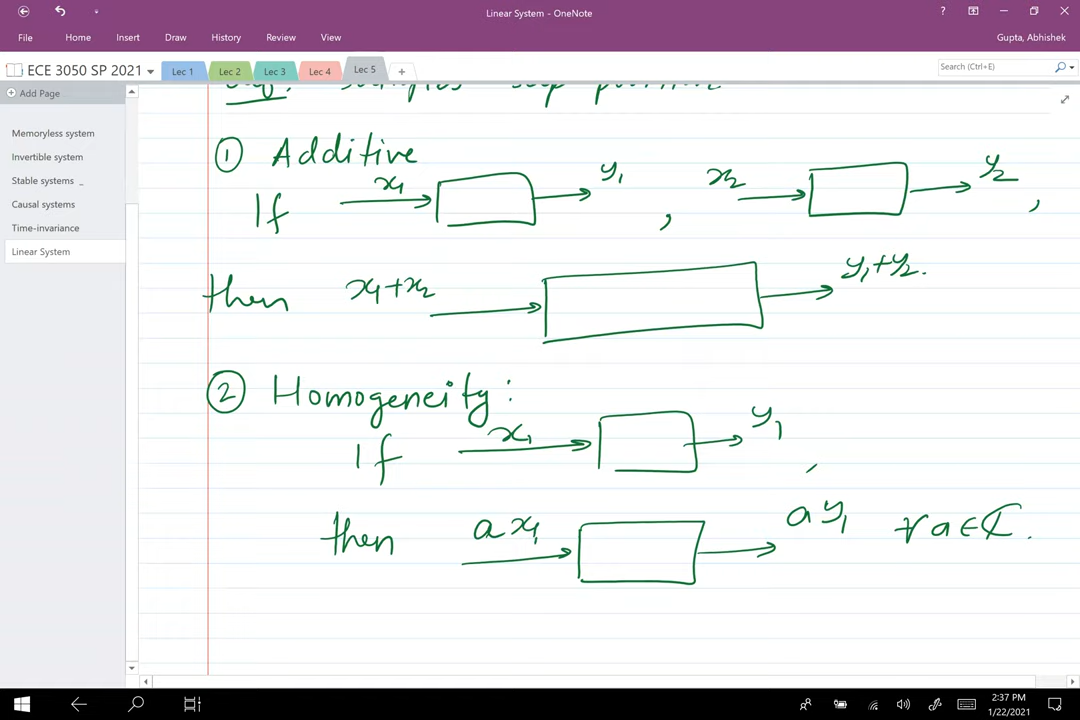 Linear System - OneNote
?
File Home Insert Draw History Review View
Gupta, Abhishek
ECE 3050 SP 2021
Lec 1 Lec 2 Lec 3 Lec 4 Lec 5 +
Search (Ctrl+E)
Add Page
Memoryless system
Invertible system
Stable systems _
Causal systems
Time-invariance
Linear System
① Additive
If x₁ y₁ , x₂ y₂ ,
then x₁+x₂ y₁+y₂.
② Homogeneity:
If x₁ y₁ ,
then a x₁ a y₁ ∀ a ∈ ℂ.
2:37 PM
1/22/2021